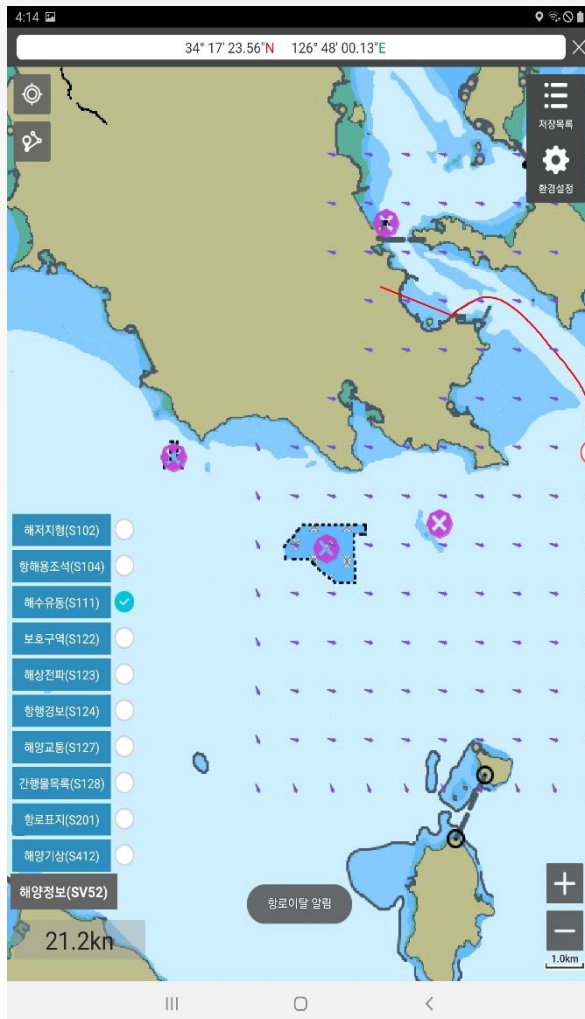 4:14
34° 17' 23.56"N 126° 48' 00.13"E
저장목록
환경설정
해저지형(S102)
항해용조석(S104)
해수유동(S111)
보호구역(S122)
해상전파(S123)
항행경보(S124)
해양교통(S127)
간행물목록(S128)
항로표지(S201)
해양기상(S412)
해양정보(SV52)
항로이탈 알림
21.2kn
1.0km